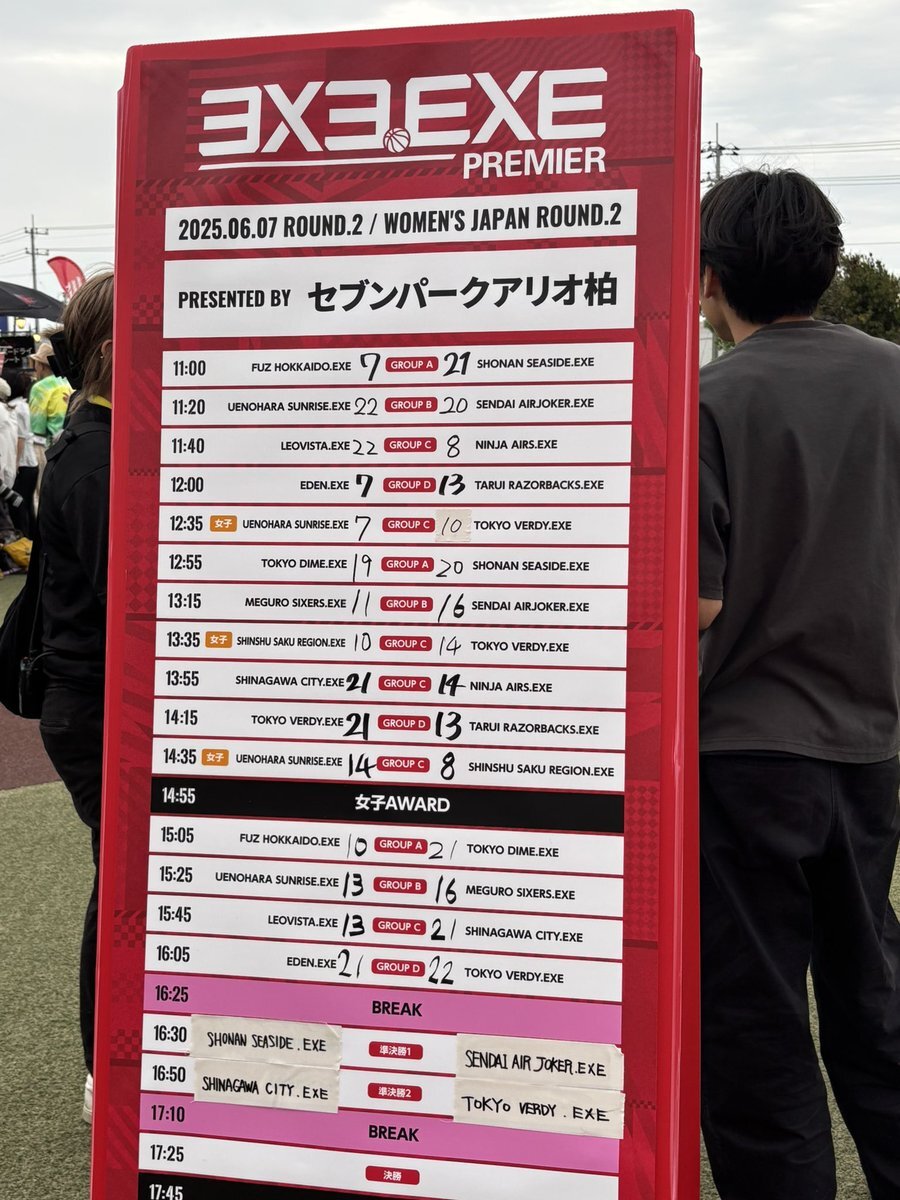 3X3.EXE
PREMIER
2025.06.07 ROUND.2 / WOMEN'S JAPAN ROUND.2
PRESENTED BY セブンパークアリオ柏
11:00 FUZ HOKKAIDO.EXE 7 GROUP A 21 SHONAN SEASIDE.EXE
11:20 UENOHARA SUNRISE.EXE 22 GROUP B 20 SENDAI AIRJOKER.EXE
11:40 LEOVISTA.EXE 22 GROUP C 8 NINJA AIRS.EXE
12:00 EDEN.EXE 7 GROUP D 13 TARUI RAZORBACKS.EXE
12:35 女子 UENOHARA SUNRISE.EXE 7 GROUP C 10 TOKYO VERDY.EXE
12:55 TOKYO DIME.EXE 19 GROUP A 20 SHONAN SEASIDE.EXE
13:15 MEGURO SIXERS.EXE 11 GROUP B 16 SENDAI AIRJOKER.EXE
13:35 女子 SHINSHU SAKU REGION.EXE 10 GROUP C 14 TOKYO VERDY.EXE
13:55 SHINAGAWA CITY.EXE 21 GROUP C 14 NINJA AIRS.EXE
14:15 TOKYO VERDY.EXE 21 GROUP D 13 TARUI RAZORBACKS.EXE
14:35 女子 UENOHARA SUNRISE.EXE 14 GROUP C 8 SHINSHU SAKU REGION.EXE
14:55 女子AWARD
15:05 FUZ HOKKAIDO.EXE 10 GROUP A 21 TOKYO DIME.EXE
15:25 UENOHARA SUNRISE.EXE 13 GROUP B 16 MEGURO SIXERS.EXE
15:45 LEOVISTA.EXE 13 GROUP C 21 SHINAGAWA CITY.EXE
16:05 EDEN.EXE 21 GROUP D 22 TOKYO VERDY.EXE
16:25 BREAK
16:30 SHONAN SEASIDE.EXE 準決勝1 SENDAI AIR JOKER.EXE
16:50 SHINAGAWA CITY.EXE 準決勝2 TOKYO VERDY.EXE
17:10 BREAK
17:25 決勝
17:45